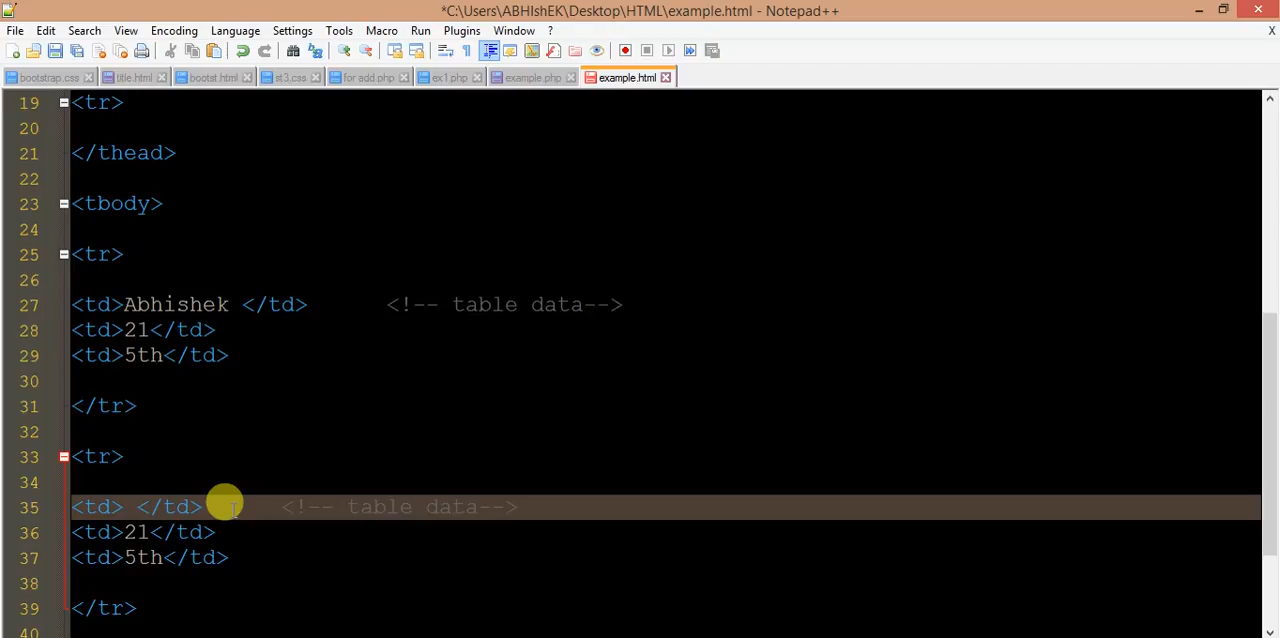 *C:\Users\ABHIshEK\Desktop\HTML\example.html - Notepad++
File Edit Search View Encoding Language Settings Tools Macro Run Plugins Window ? X
bootstrap.css title.html bootst.html st3.css for add.php ex1.php example.php example.html
19 <tr>
20
21 </thead>
22
23 <tbody>
24
25 <tr>
26
27 <td>Abhishek </td> <!-- table data-->
28 <td>21</td>
29 <td>5th</td>
30
31 </tr>
32
33 <tr>
34
35 <td> </td> <!-- table data-->
36 <td>21</td>
37 <td>5th</td>
38
39 </tr>
40